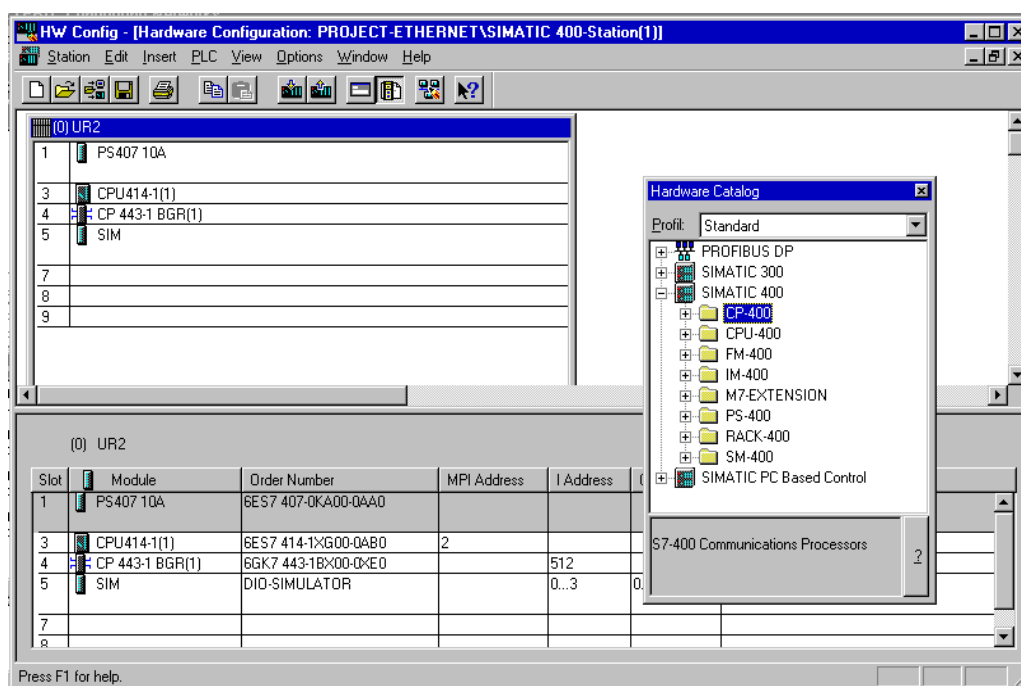 HW Config - [Hardware Configuration: PROJECT-ETHERNET\SIMATIC 400-Station(1)]
Station Edit Insert PLC View Options Window Help
(0) UR2
1 PS407 10A
3 CPU414-1(1)
4 CP 443-1 BGR(1)
5 SIM
7
8
9
Hardware Catalog
Profil: Standard
PROFIBUS DP
SIMATIC 300
SIMATIC 400
CP-400
CPU-400
FM-400
IM-400
M7-EXTENSION
PS-400
RACK-400
SM-400
SIMATIC PC Based Control
S7-400 Communications Processors
?
(0) UR2
Slot Module Order Number MPI Address I Address
1 PS407 10A 6ES7 407-0KA00-0AA0
3 CPU414-1(1) 6ES7 414-1XG00-0AB0 2
4 CP 443-1 BGR(1) 6GK7 443-1BX00-0XE0 512
5 SIM DIO-SIMULATOR 0...3 0.
7
8
Press F1 for help.